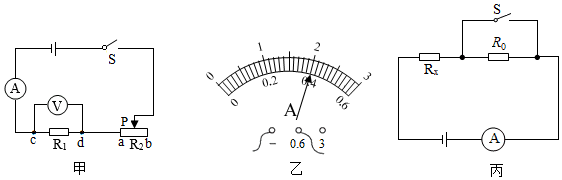 S
A
V
P
c
R₁
d
a
R₂
b
甲
0
1
2
3
0
0.2
0.4
0.6
A
-
0.6
3
乙
S
Rₓ
R₀
A
丙